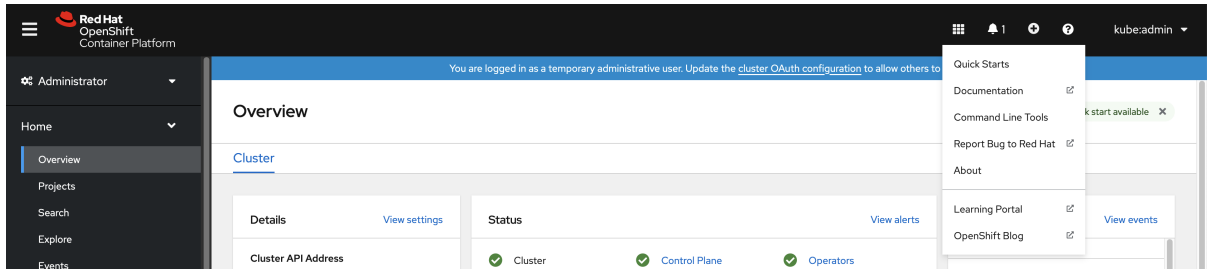 Red Hat
OpenShift
Container Platform
1
kube:admin
Administrator
You are logged in as a temporary administrative user. Update the cluster OAuth configuration to allow others to
Quick Starts
Documentation
Command Line Tools
Report Bug to Red Hat
About
Learning Portal
OpenShift Blog
Home
Overview
Projects
Search
Explore
Events
Overview
start available
Cluster
Details
View settings
Status
View alerts
View events
Cluster API Address
Cluster
Control Plane
Operators